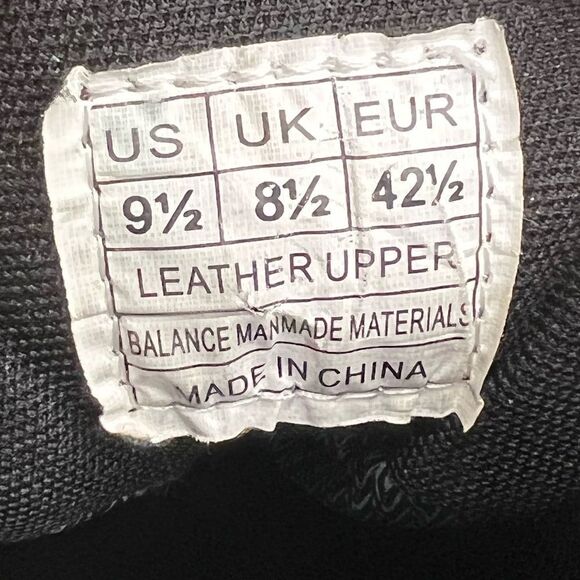 US UK EUR
9½ 8½ 42½
LEATHER UPPER
BALANCE MANMADE MATERIALS
MADE IN CHINA